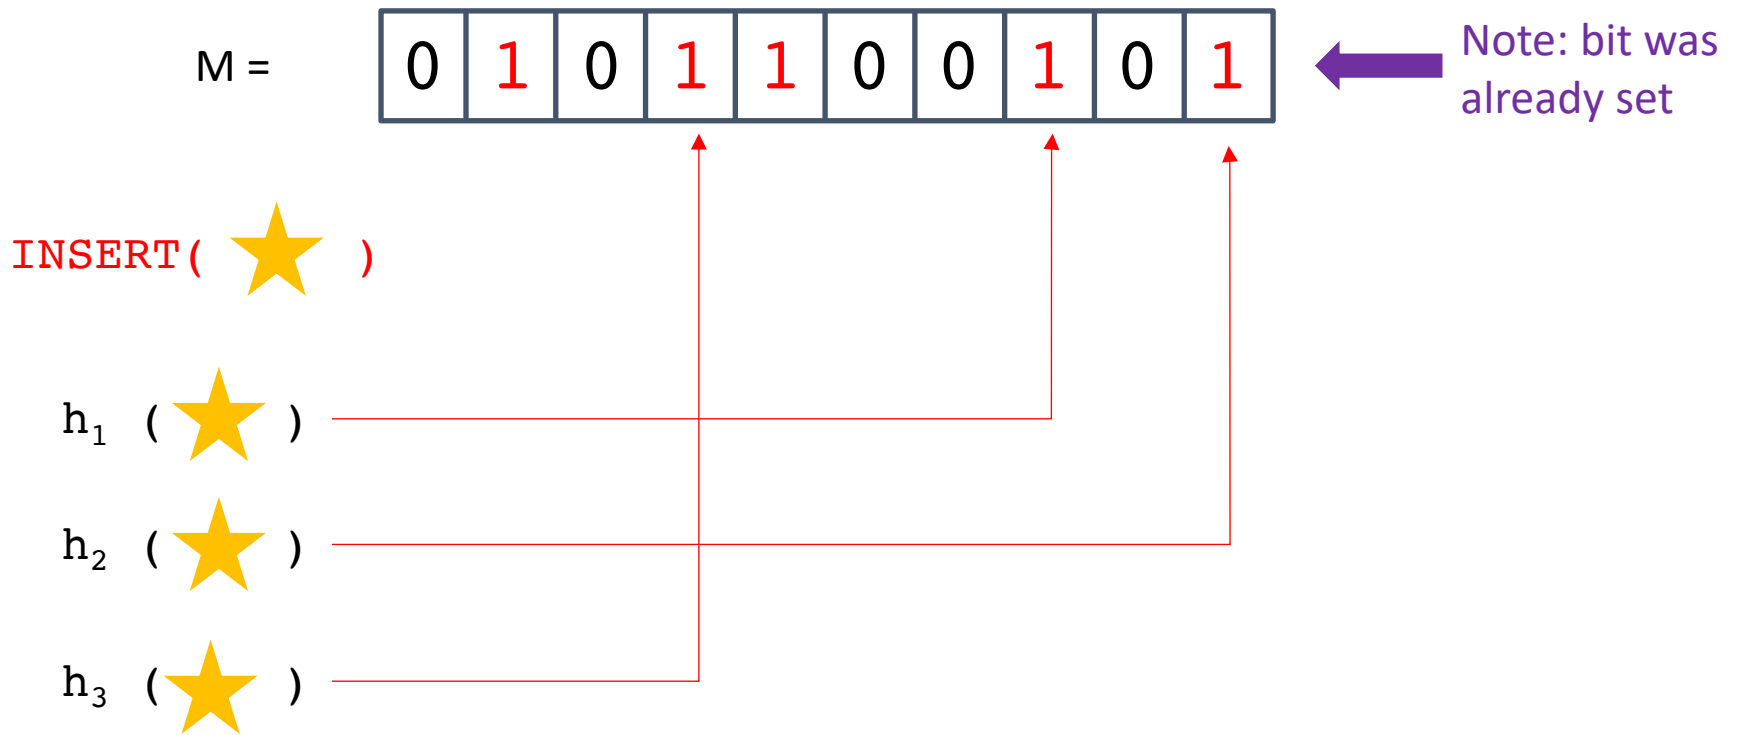 M = 0 1 0 1 1 0 0 1 0 1 Note: bit was
already set
INSERT( )
h₁ ( )
h₂ ( )
h₃ ( )